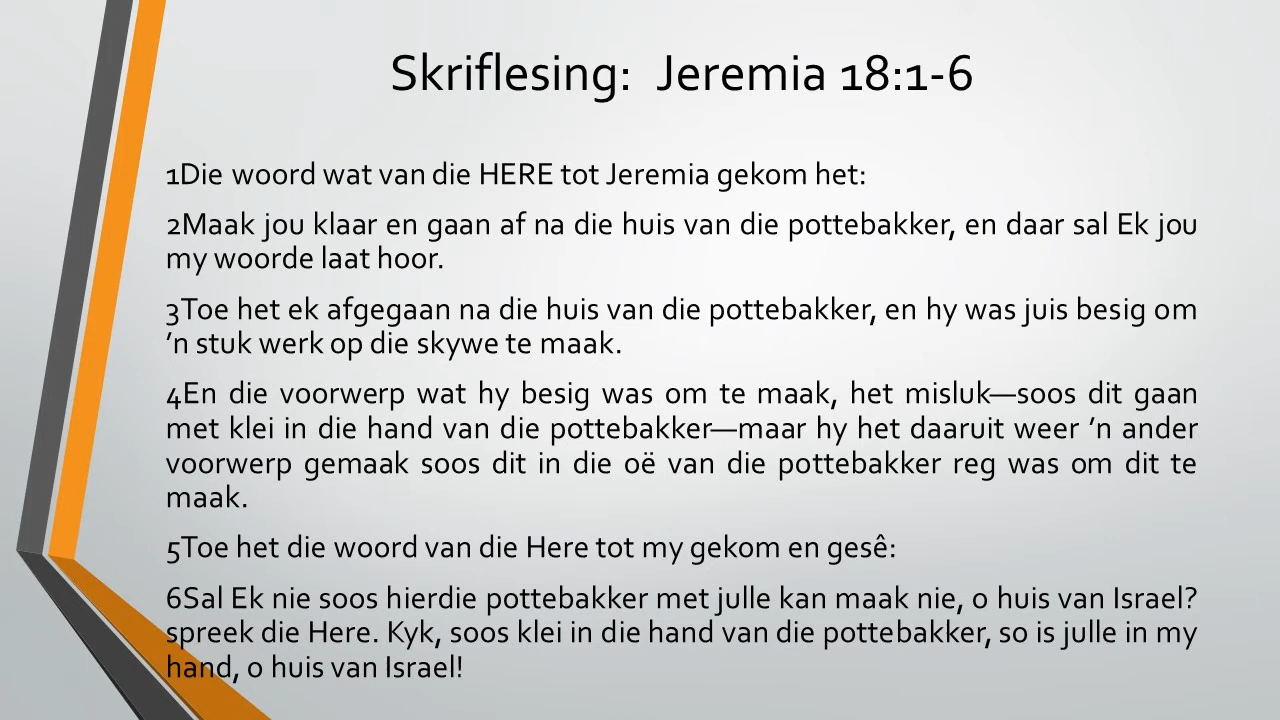 Skriflesing:  Jeremia 18:1-6
1Die woord wat van die HERE tot Jeremia gekom het:
2Maak jou klaar en gaan af na die huis van die pottebakker, en daar sal Ek jou
my woorde laat hoor.
3Toe het ek afgegaan na die huis van die pottebakker, en hy was juis besig om
’n stuk werk op die skywe te maak.
4En die voorwerp wat hy besig was om te maak, het misluk—soos dit gaan
met klei in die hand van die pottebakker—maar hy het daaruit weer ’n ander
voorwerp gemaak soos dit in die oë van die pottebakker reg was om dit te
maak.
5Toe het die woord van die Here tot my gekom en gesê:
6Sal Ek nie soos hierdie pottebakker met julle kan maak nie, o huis van Israel?
spreek die Here. Kyk, soos klei in die hand van die pottebakker, so is julle in my
hand, o huis van Israel!